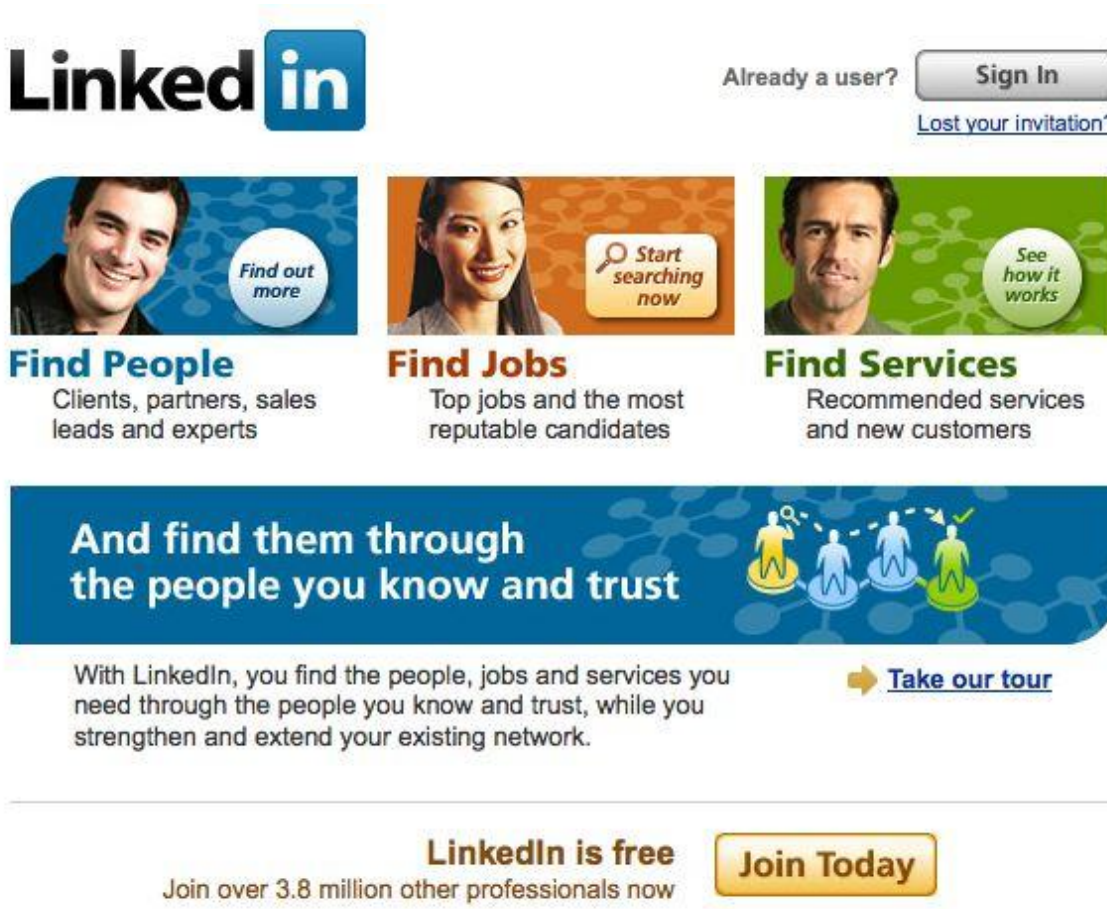 Linked in
Already a user?
Sign In
Lost your invitation?
Find out
more
Start
searching
now
See
how it
works
Find People
Clients, partners, sales
leads and experts
Find Jobs
Top jobs and the most
reputable candidates
Find Services
Recommended services
and new customers
And find them through
the people you know and trust
With LinkedIn, you find the people, jobs and services you
need through the people you know and trust, while you
strengthen and extend your existing network.
Take our tour
LinkedIn is free
Join over 3.8 million other professionals now
Join Today